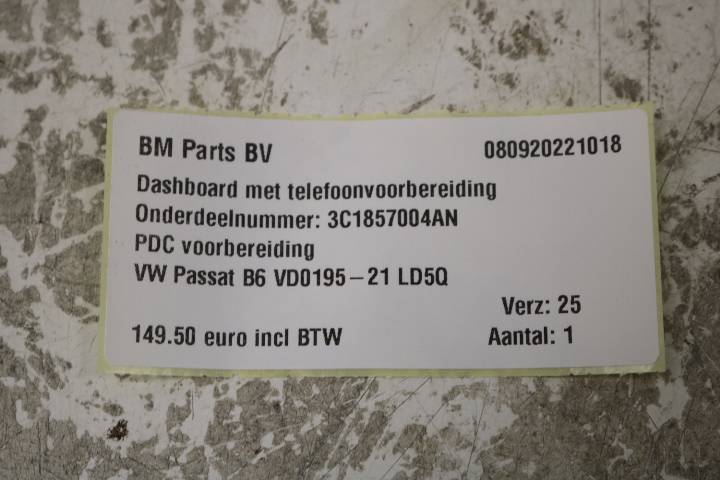 BM Parts BV 080920221018
Dashboard met telefoonvoorbereiding
Onderdeelnummer: 3C1857004AN
PDC voorbereiding
VW Passat B6 VD0195-21 LD5Q
Verz: 25
149.50 euro incl BTW Aantal: 1